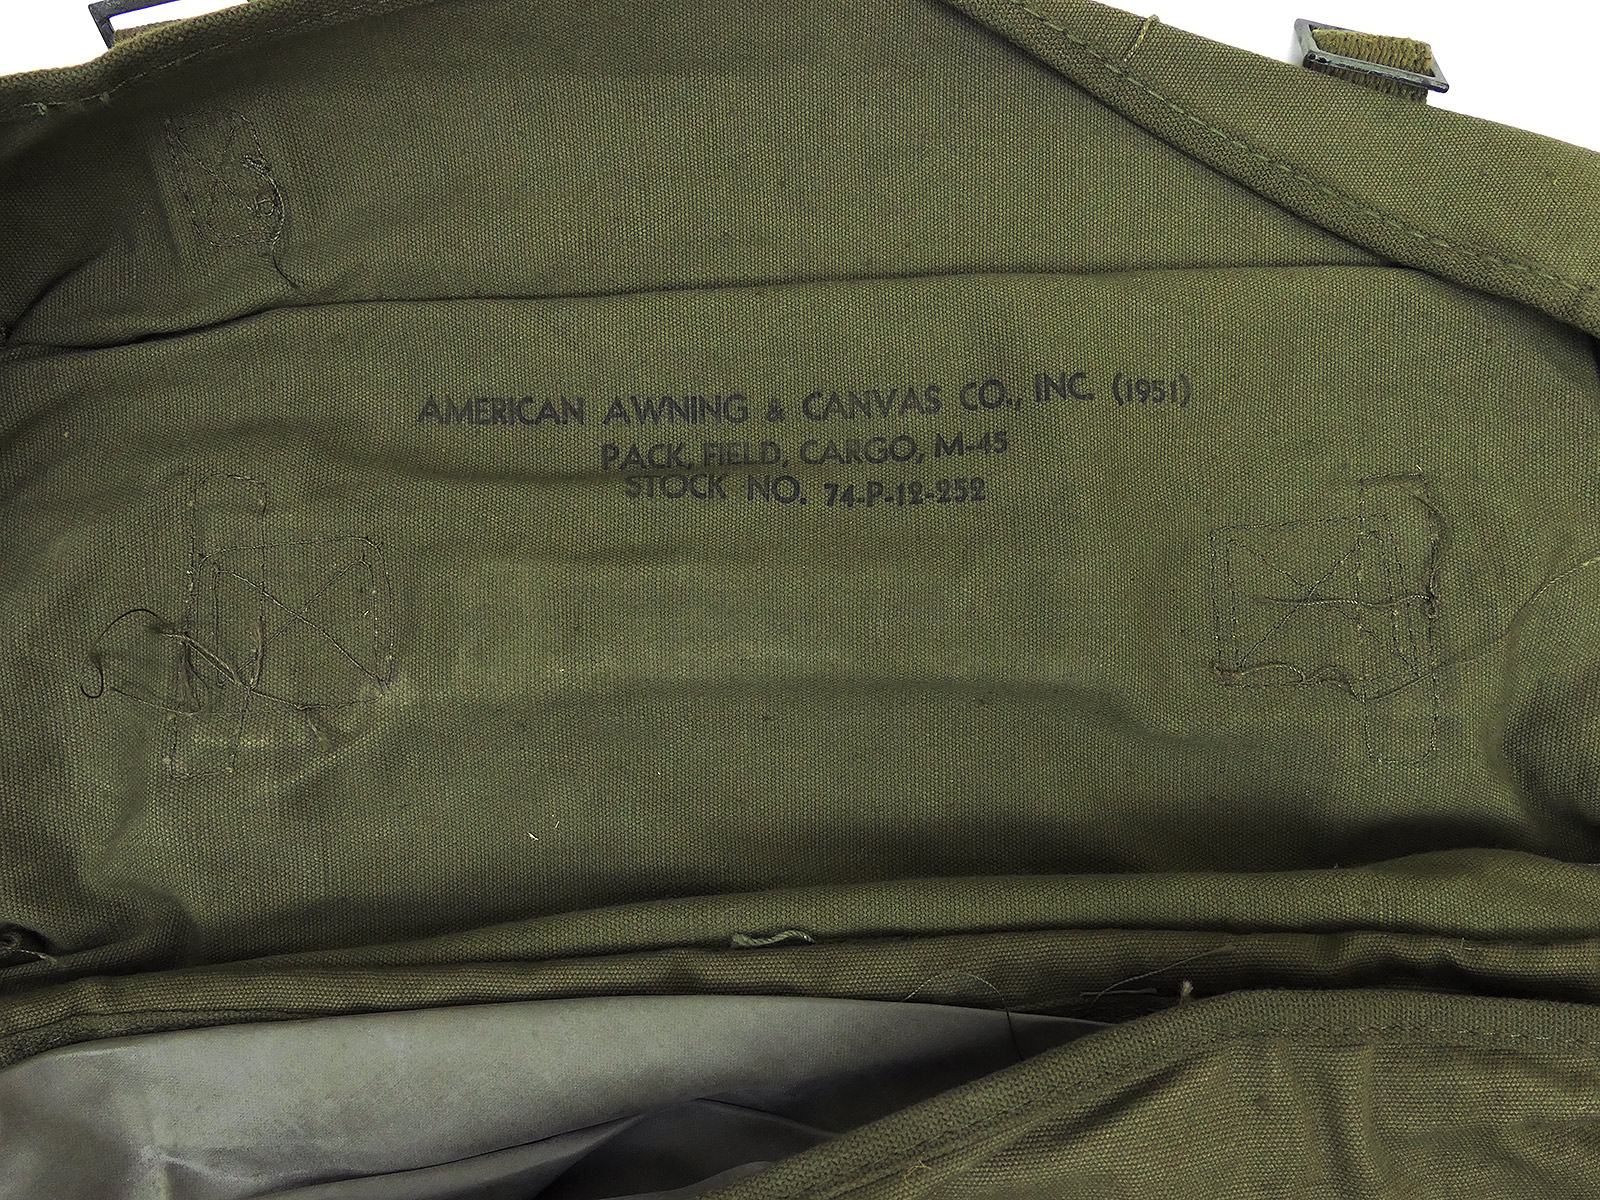 AMERICAN AWNING & CANVAS CO., INC. (1951)
PACK, FIELD, CARGO, M-45
STOCK NO. 74-P-12-252